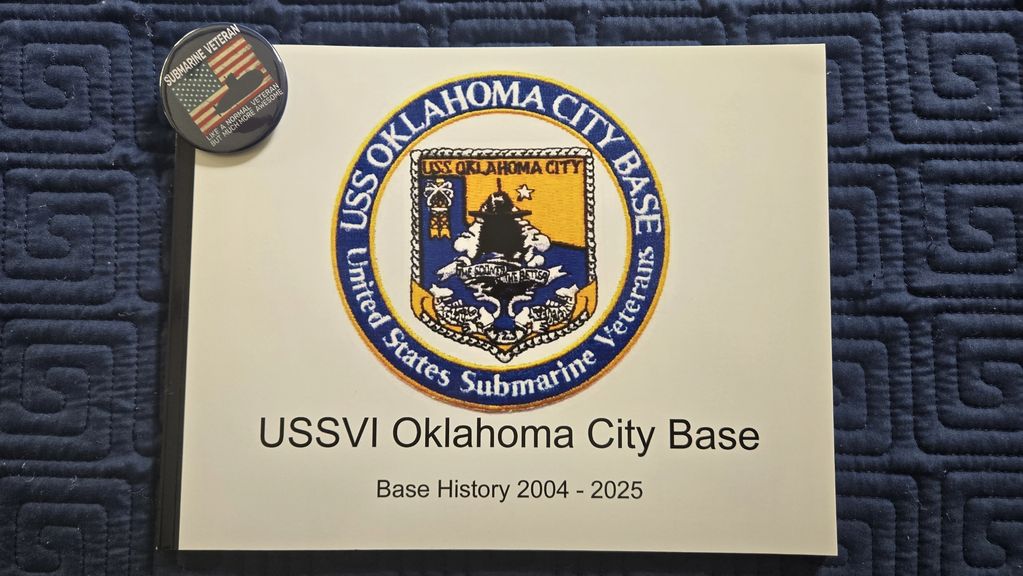 SUBMARINE VETERAN
LIKE A NORMAL VETERAN
BUT MUCH MORE AWESOME
USS OKLAHOMA CITY BASE
USS OKLAHOMA CITY
United States Submarine Veterans
USSVI Oklahoma City Base
Base History 2004 - 2025